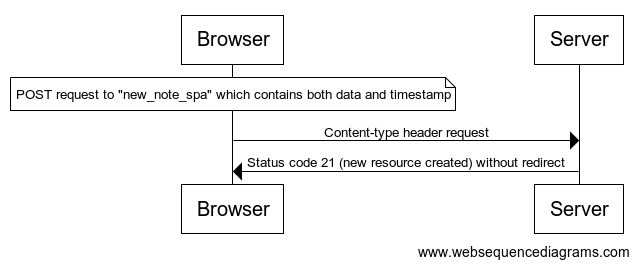 Browser
Server
POST request to "new_note_spa" which contains both data and timestamp
Content-type header request
Status code 21 (new resource created) without redirect
Browser
Server
www.websequencediagrams.com